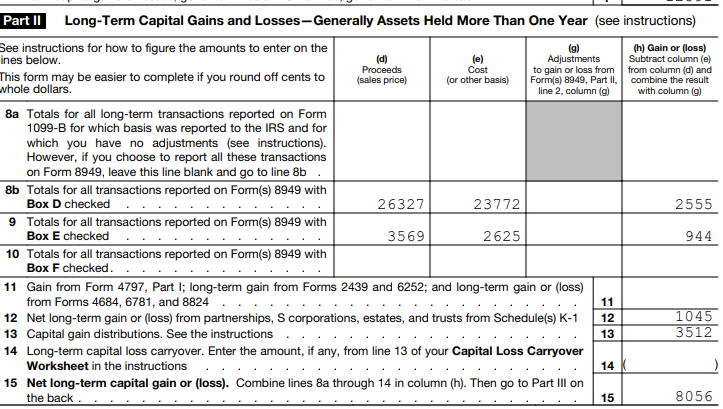 Part II Long-Term Capital Gains and Losses—Generally Assets Held More Than One Year (see instructions)
See instructions for how to figure the amounts to enter on the
lines below.
This form may be easier to complete if you round off cents to
whole dollars.
(d)
Proceeds
(sales price)
(e)
Cost
(or other basis)
(g)
Adjustments
to gain or loss from
Form(s) 8949, Part II,
line 2, column (g)
(h) Gain or (loss)
Subtract column (e)
from column (d) and
combine the result
with column (g)
8a Totals for all long-term transactions reported on Form
1099-B for which basis was reported to the IRS and for
which you have no adjustments (see instructions).
However, if you choose to report all these transactions
on Form 8949, leave this line blank and go to line 8b .
8b Totals for all transactions reported on Form(s) 8949 with
Box D checked . . . . . . . . . . . . 26327 23772 2555
9 Totals for all transactions reported on Form(s) 8949 with
Box E checked . . . . . . . . . . . . 3569 2625 944
10 Totals for all transactions reported on Form(s) 8949 with
Box F checked . . . . . . . . . . . .
11 Gain from Form 4797, Part I; long-term gain from Forms 2439 and 6252; and long-term gain or (loss)
from Forms 4684, 6781, and 8824 . . . . . . . . . . . . . . . . . . 11
12 Net long-term gain or (loss) from partnerships, S corporations, estates, and trusts from Schedule(s) K-1 12 1045
13 Capital gain distributions. See the instructions . . . . . . . . . . . . . . . . 13 3512
14 Long-term capital loss carryover. Enter the amount, if any, from line 13 of your Capital Loss Carryover
Worksheet in the instructions . . . . . . . . . . . . . . . . . . . 14 ( )
15 Net long-term capital gain or (loss). Combine lines 8a through 14 in column (h). Then go to Part III on
the back . . . . . . . . . . . . . . . . . . . . . . . . . 15 8056